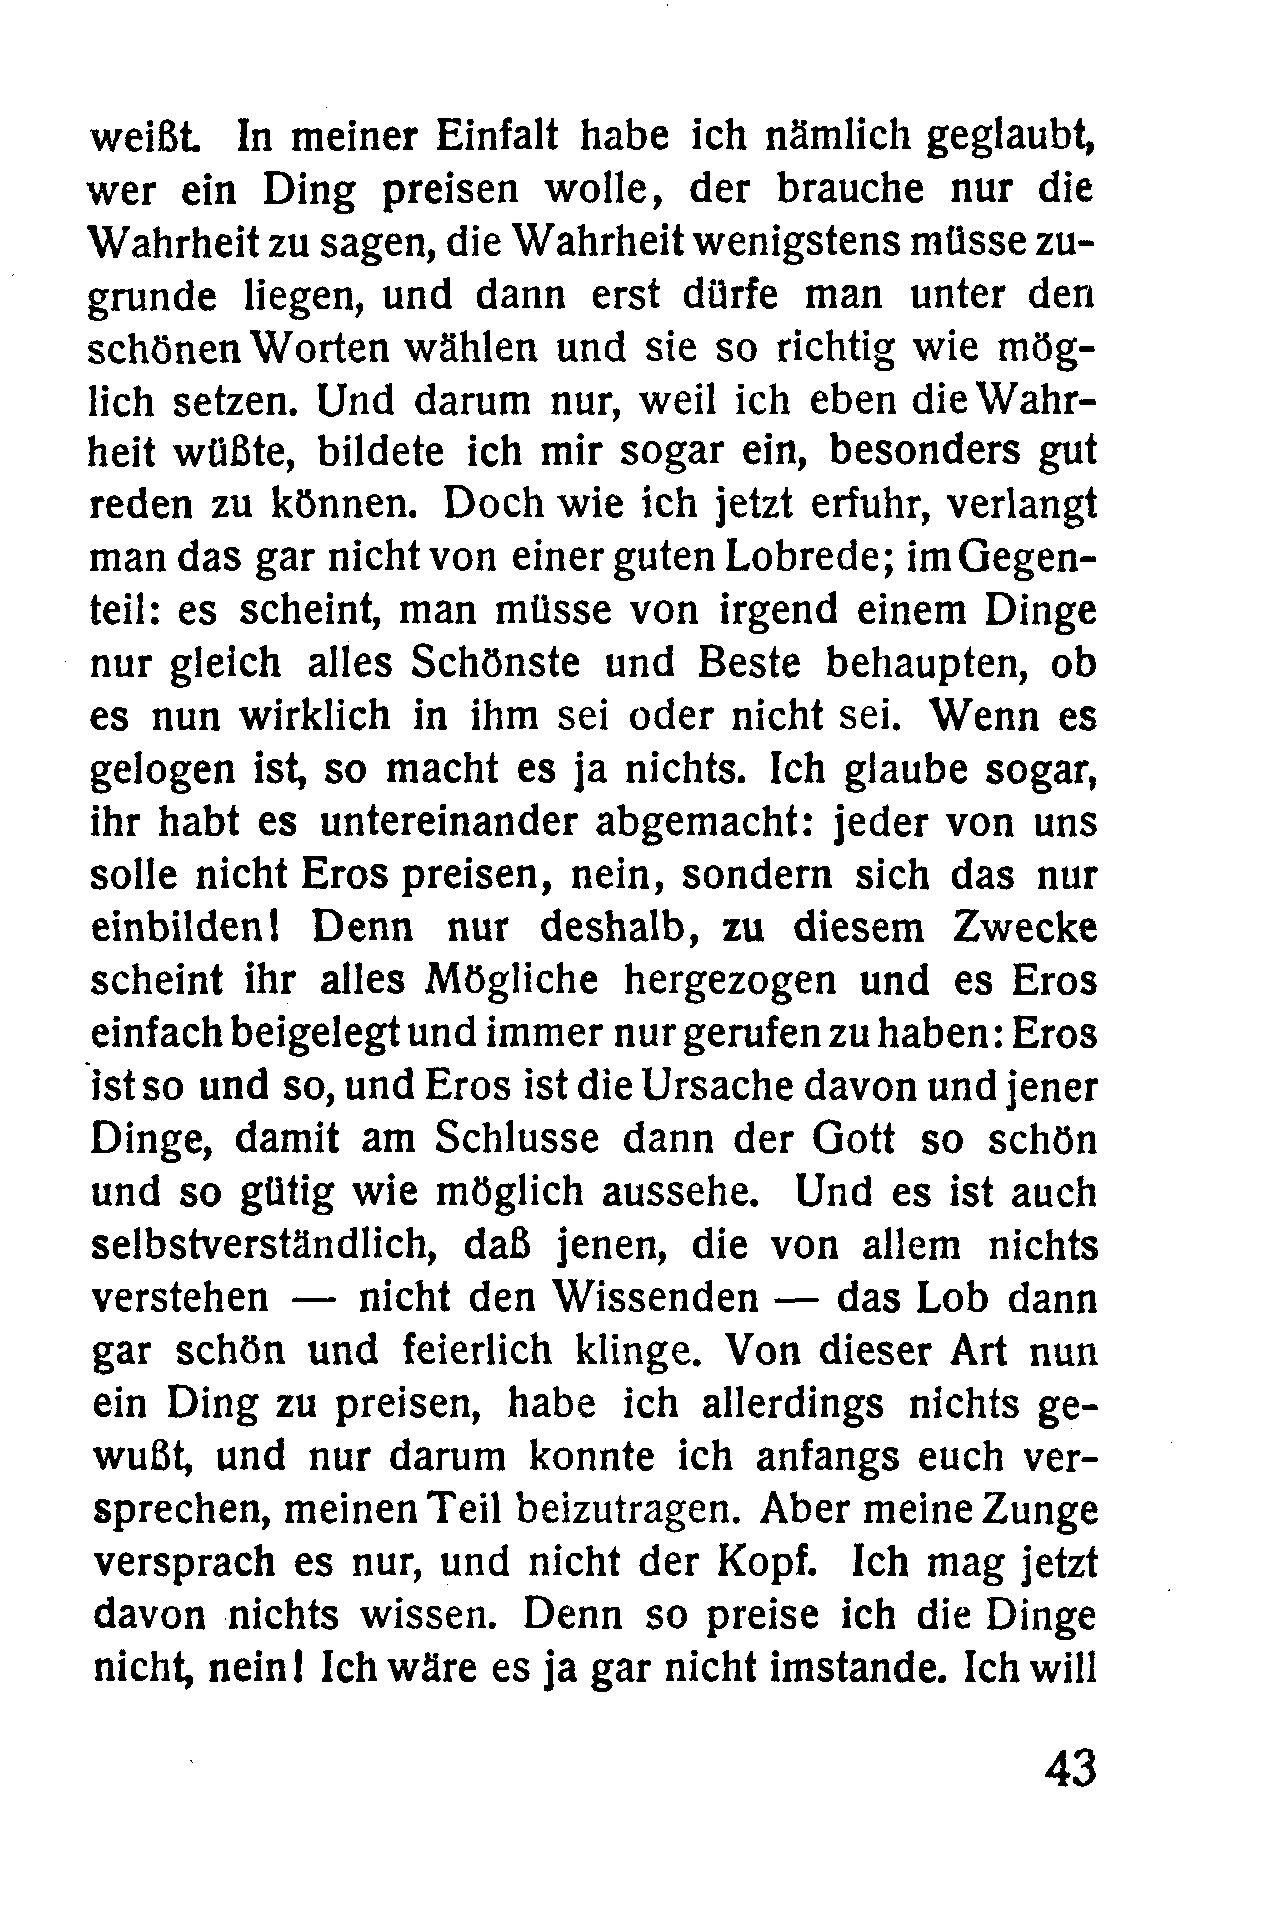 weißt. In meiner Einfalt habe ich nämlich geglaubt,
wer ein Ding preisen wolle, der brauche nur die
Wahrheit zu sagen, die Wahrheit wenigstens müsse zu-
grunde liegen, und dann erst dürfe man unter den
schönen Worten wählen und sie so richtig wie mög-
lich setzen. Und darum nur, weil ich eben die Wahr-
heit wüßte, bildete ich mir sogar ein, besonders gut
reden zu können. Doch wie ich jetzt erfuhr, verlangt
man das gar nicht von einer guten Lobrede; im Gegen-
teil: es scheint, man müsse von irgend einem Dinge
nur gleich alles Schönste und Beste behaupten, ob
es nun wirklich in ihm sei oder nicht sei. Wenn es
gelogen ist, so macht es ja nichts. Ich glaube sogar,
ihr habt es untereinander abgemacht: jeder von uns
solle nicht Eros preisen, nein, sondern sich das nur
einbilden! Denn nur deshalb, zu diesem Zwecke
scheint ihr alles Mögliche hergezogen und es Eros
einfach beigelegt und immer nur gerufen zu haben: Eros
ist so und so, und Eros ist die Ursache davon und jener
Dinge, damit am Schlusse dann der Gott so schön
und so gütig wie möglich aussehe. Und es ist auch
selbstverständlich, daß jenen, die von allem nichts
verstehen — nicht den Wissenden — das Lob dann
gar schön und feierlich klinge. Von dieser Art nun
ein Ding zu preisen, habe ich allerdings nichts ge-
wußt, und nur darum konnte ich anfangs euch ver-
sprechen, meinen Teil beizutragen. Aber meine Zunge
versprach es nur, und nicht der Kopf. Ich mag jetzt
davon nichts wissen. Denn so preise ich die Dinge
nicht, nein! Ich wäre es ja gar nicht imstande. Ich will
43